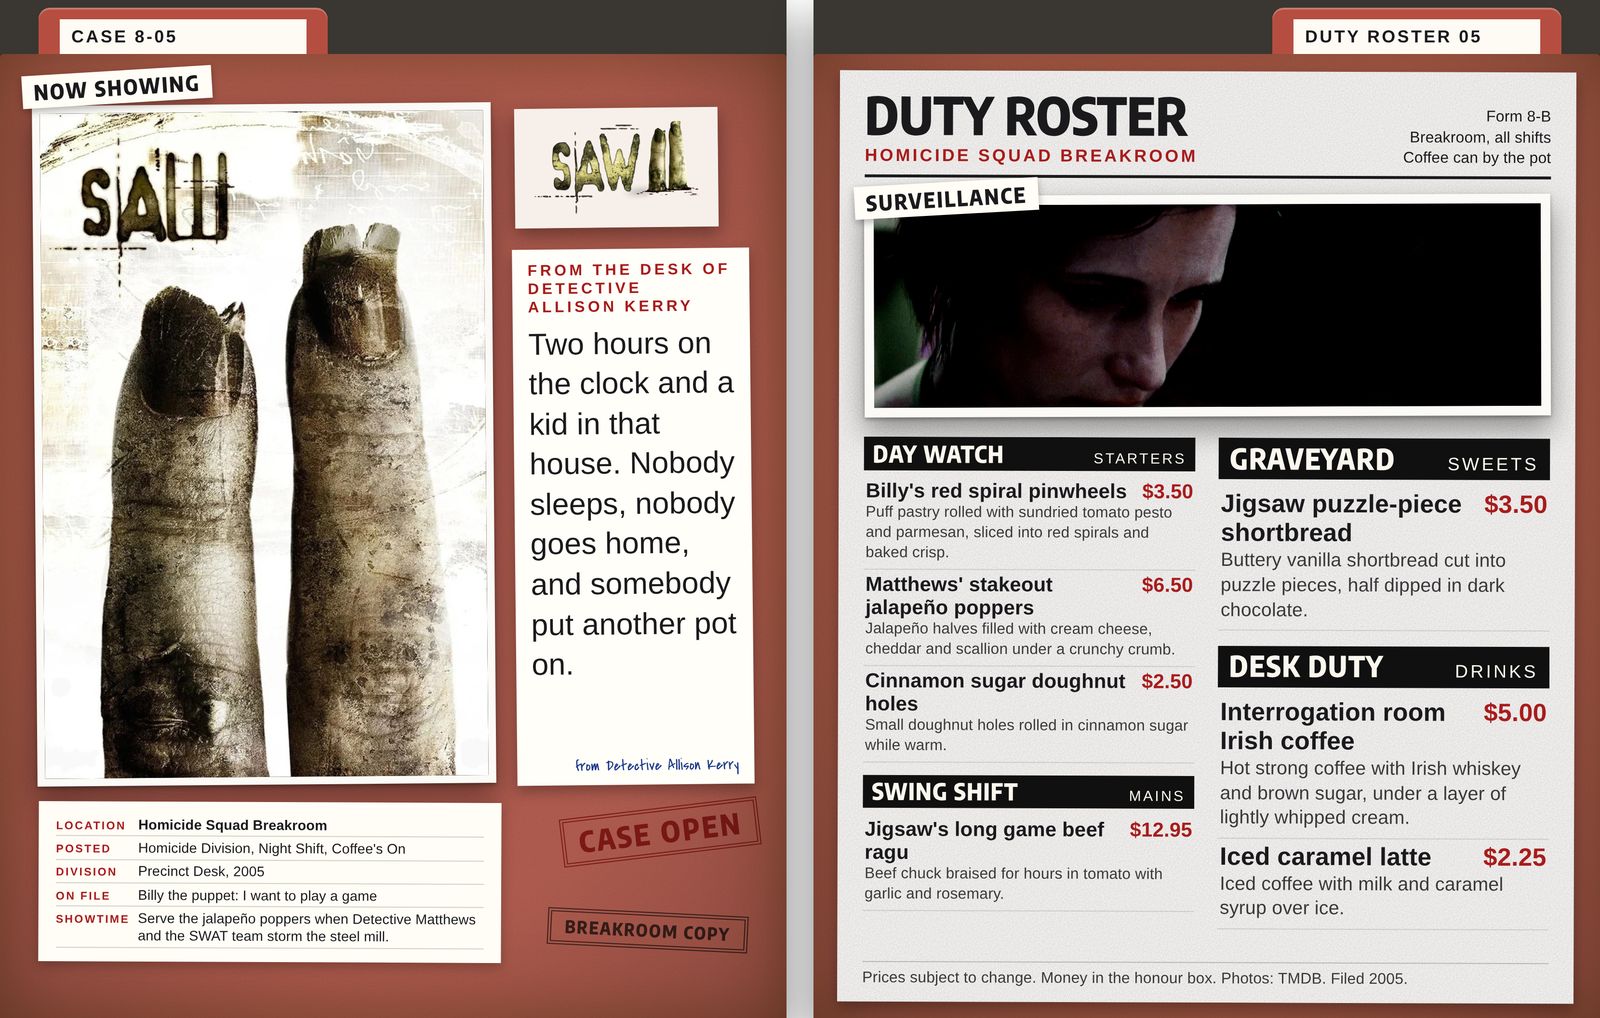 CASE 8-05
NOW SHOWING
SAW
SAW II
FROM THE DESK OF
DETECTIVE
ALLISON KERRY
Two hours on
the clock and a
kid in that
house. Nobody
sleeps, nobody
goes home,
and somebody
put another pot
on.
from Detective Allison Kerry
LOCATION Homicide Squad Breakroom
POSTED Homicide Division, Night Shift, Coffee's On
DIVISION Precinct Desk, 2005
ON FILE Billy the puppet: I want to play a game
SHOWTIME Serve the jalapeño poppers when Detective Matthews
and the SWAT team storm the steel mill.
CASE OPEN
BREAKROOM COPY
DUTY ROSTER 05
DUTY ROSTER
HOMICIDE SQUAD BREAKROOM
Form 8-B
Breakroom, all shifts
Coffee can by the pot
SURVEILLANCE
DAY WATCH STARTERS
Billy's red spiral pinwheels $3.50
Puff pastry rolled with sundried tomato pesto
and parmesan, sliced into red spirals and
baked crisp.
Matthews' stakeout $6.50
jalapeño poppers
Jalapeño halves filled with cream cheese,
cheddar and scallion under a crunchy crumb.
Cinnamon sugar doughnut $2.50
holes
Small doughnut holes rolled in cinnamon sugar
while warm.
SWING SHIFT MAINS
Jigsaw's long game beef $12.95
ragu
Beef chuck braised for hours in tomato with
garlic and rosemary.
GRAVEYARD SWEETS
Jigsaw puzzle-piece $3.50
shortbread
Buttery vanilla shortbread cut into
puzzle pieces, half dipped in dark
chocolate.
DESK DUTY DRINKS
Interrogation room $5.00
Irish coffee
Hot strong coffee with Irish whiskey
and brown sugar, under a layer of
lightly whipped cream.
Iced caramel latte $2.25
Iced coffee with milk and caramel
syrup over ice.
Prices subject to change. Money in the honour box. Photos: TMDB. Filed 2005.